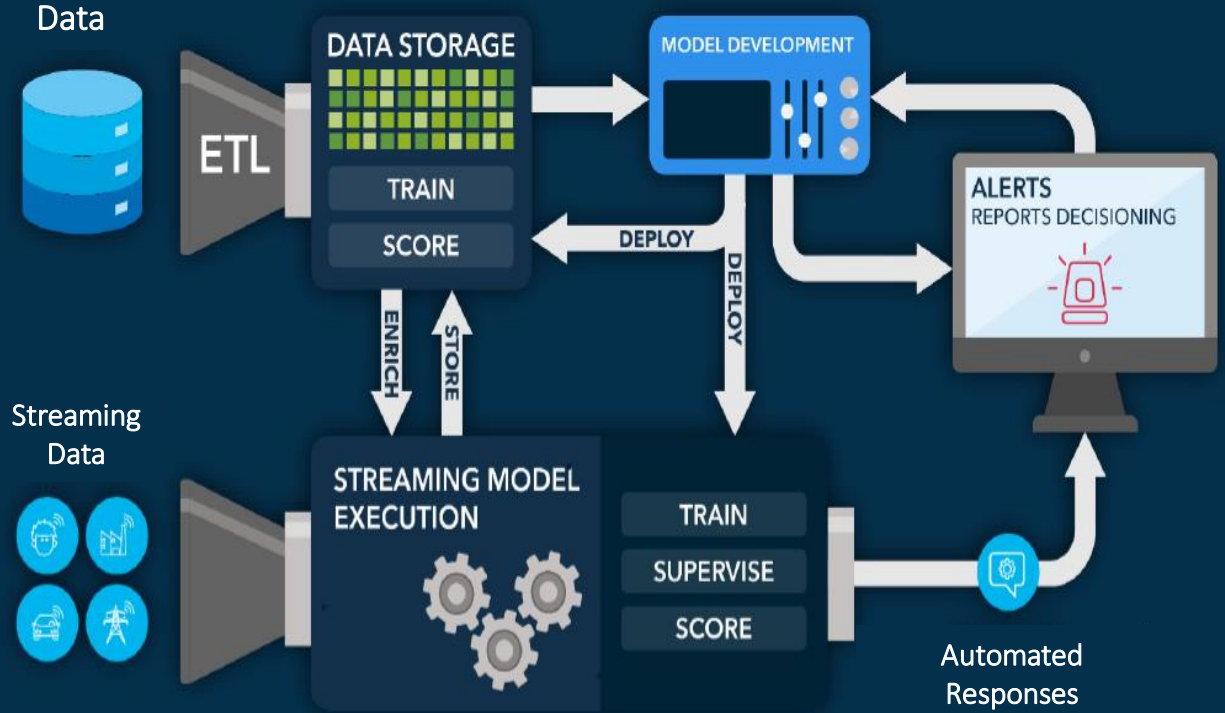 Data
ETL
DATA STORAGE
TRAIN
SCORE
MODEL DEVELOPMENT
ALERTS
REPORTS DECISIONING
DEPLOY
DEPLOY
ENRICH
STORE
Streaming
Data
STREAMING MODEL
EXECUTION
TRAIN
SUPERVISE
SCORE
Automated
Responses